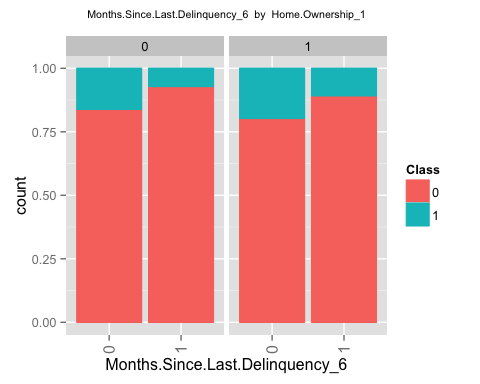 Months.Since.Last.Delinquency_6 by Home.Ownership_1
0 1
1.00
0.75
0.50
0.25
0.00
count
0 1 0 1
Months.Since.Last.Delinquency_6
Class
0
1